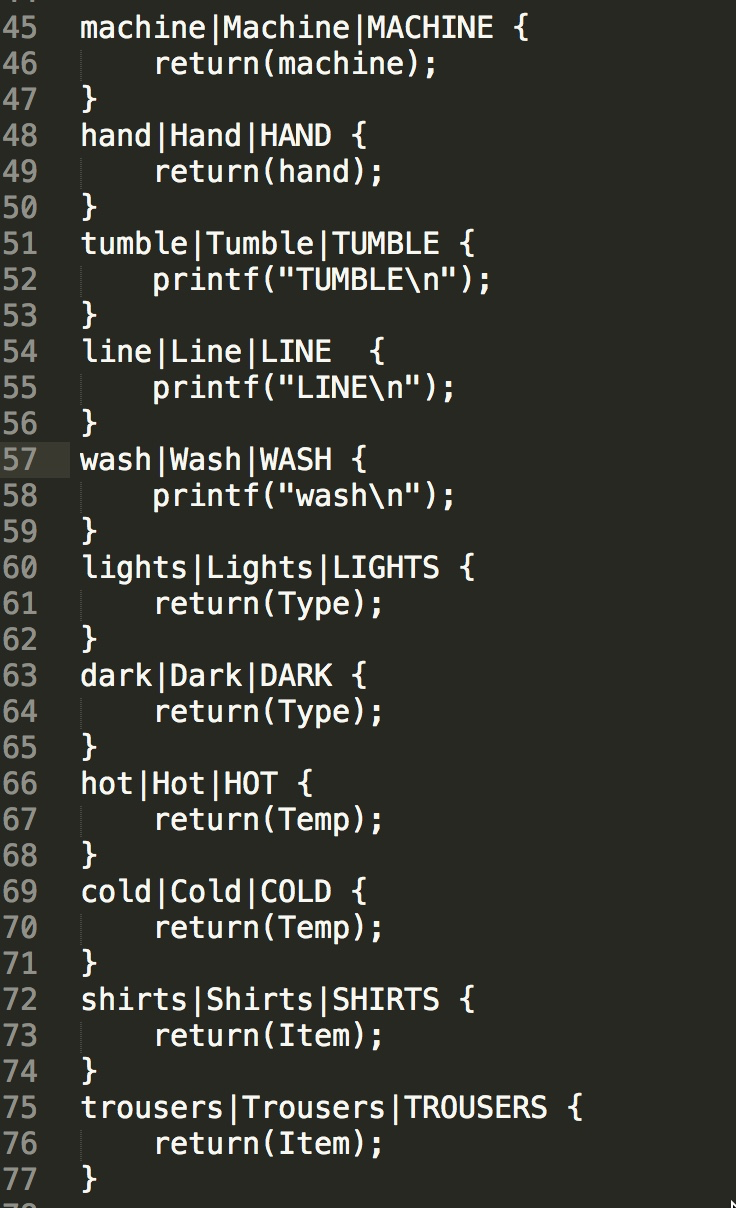 45 machine|Machine|MACHINE {
46     return(machine);
47 }
48 hand|Hand|HAND {
49     return(hand);
50 }
51 tumble|Tumble|TUMBLE {
52     printf("TUMBLE\n");
53 }
54 line|Line|LINE  {
55     printf("LINE\n");
56 }
57 wash|Wash|WASH {
58     printf("wash\n");
59 }
60 lights|Lights|LIGHTS {
61     return(Type);
62 }
63 dark|Dark|DARK {
64     return(Type);
65 }
66 hot|Hot|HOT {
67     return(Temp);
68 }
69 cold|Cold|COLD {
70     return(Temp);
71 }
72 shirts|Shirts|SHIRTS {
73     return(Item);
74 }
75 trousers|Trousers|TROUSERS {
76     return(Item);
77 }